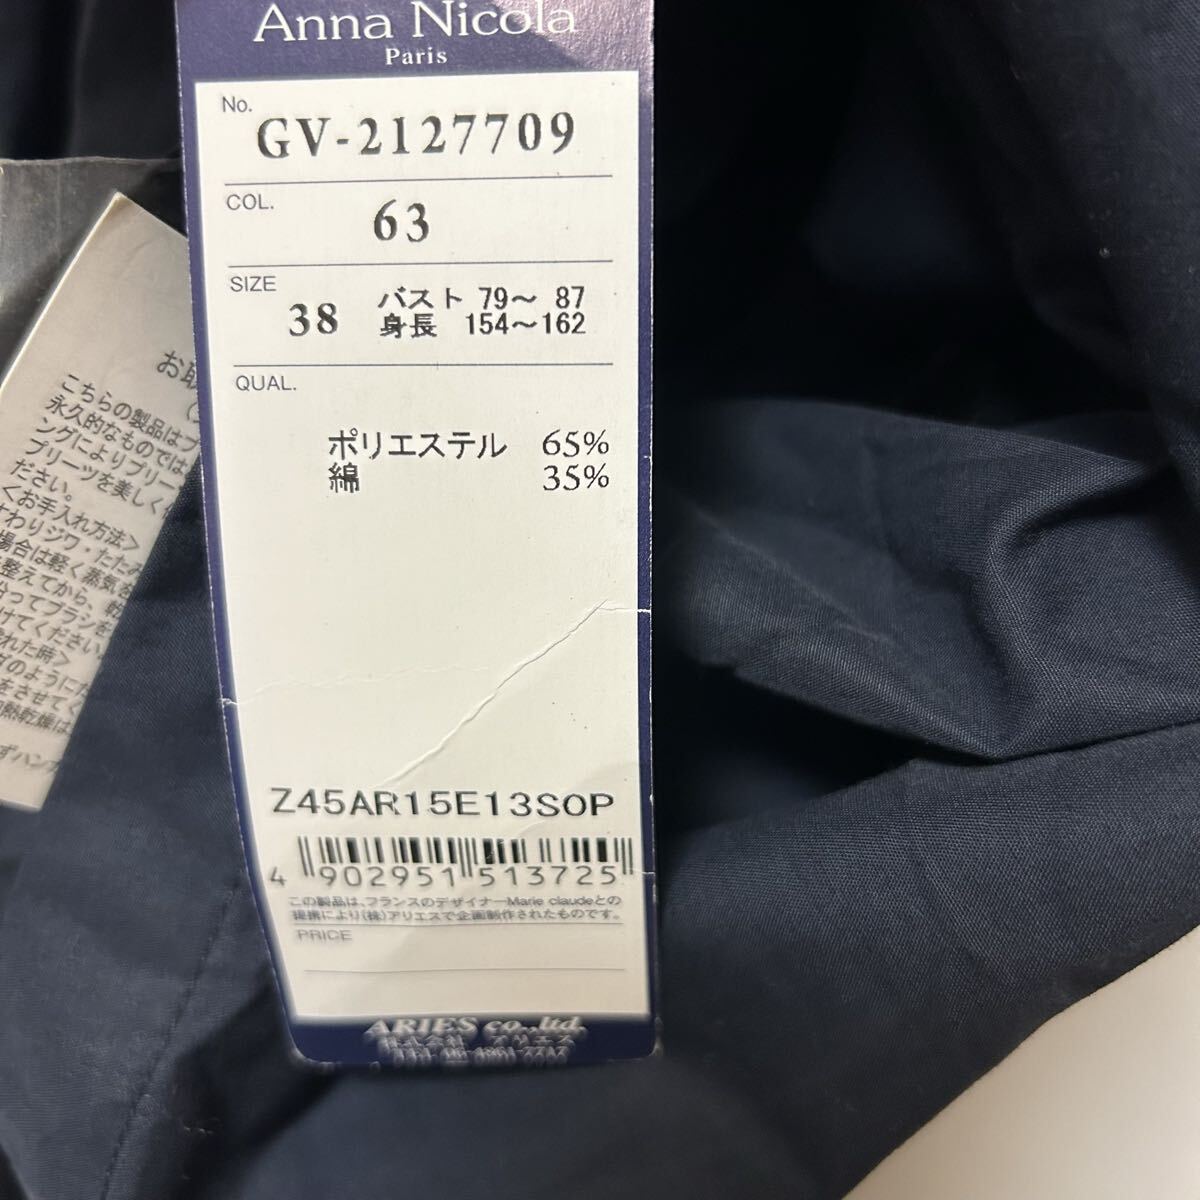 Anna Nicola
Paris
No.
GV-2127709
COL.
63
SIZE
38
バスト 79～ 87
身長 154～162
QUAL.
ポリエステル 65%
綿 35%
Z45AR15E13SOP
4 902951 513725
この製品は、フランスのデザイナーMarie claudeとの
提携により(株)アリエスで企画制作されたものです。
PRICE
ARIES co.,ltd.
株式会社 アリエス
お取
こちらの製品はプ
永久的なものでは
ングによりプリー
プリーツを美しく
ださい。
＜お手入れ方法＞
すわりジワ・たたみ
場合は軽く蒸気を
整えてから、乾
ってブラシを
けてください
れた時＞
のように
をさせてく
熱乾燥は
ずハン